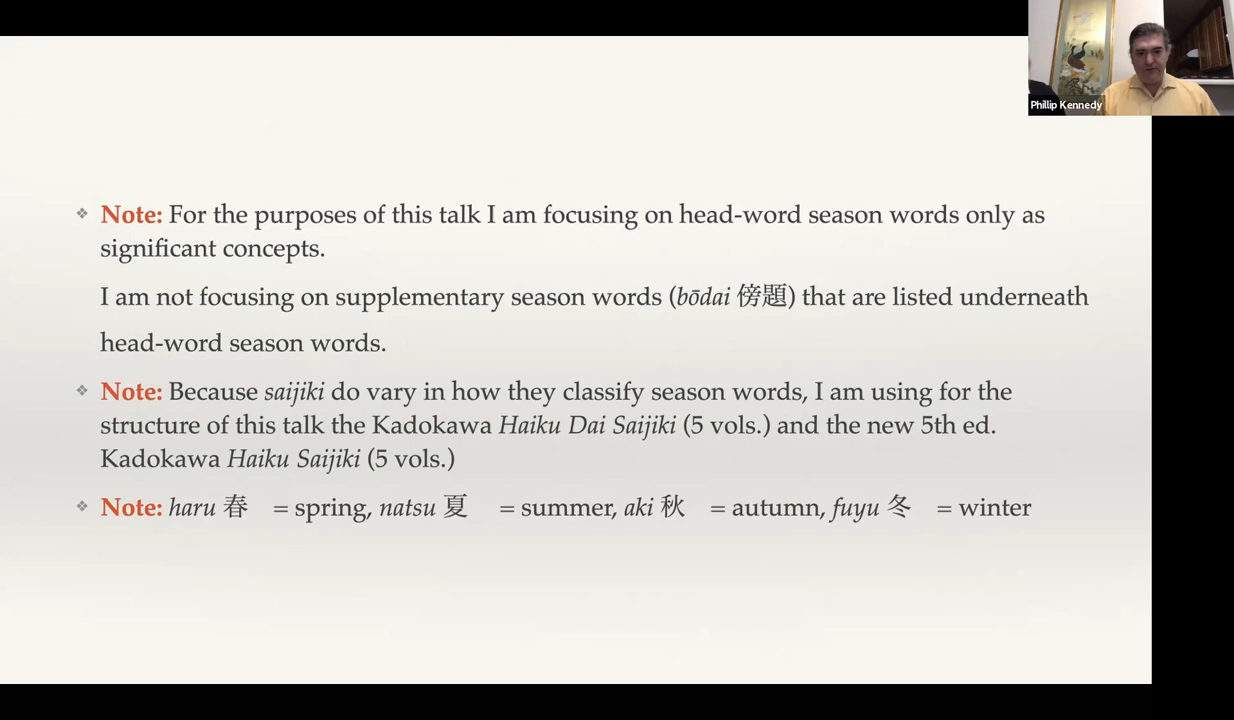 Phillip Kennedy
Note: For the purposes of this talk I am focusing on head-word season words only as
significant concepts.
I am not focusing on supplementary season words (bōdai 傍題) that are listed underneath
head-word season words.
Note: Because saijiki do vary in how they classify season words, I am using for the
structure of this talk the Kadokawa Haiku Dai Saijiki (5 vols.) and the new 5th ed.
Kadokawa Haiku Saijiki (5 vols.)
Note: haru 春 = spring, natsu 夏 = summer, aki 秋 = autumn, fuyu 冬 = winter